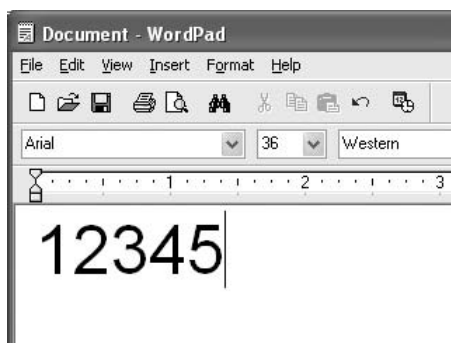 Document - WordPad
File Edit View Insert Format Help
Arial 36 Western
1 2 3
12345